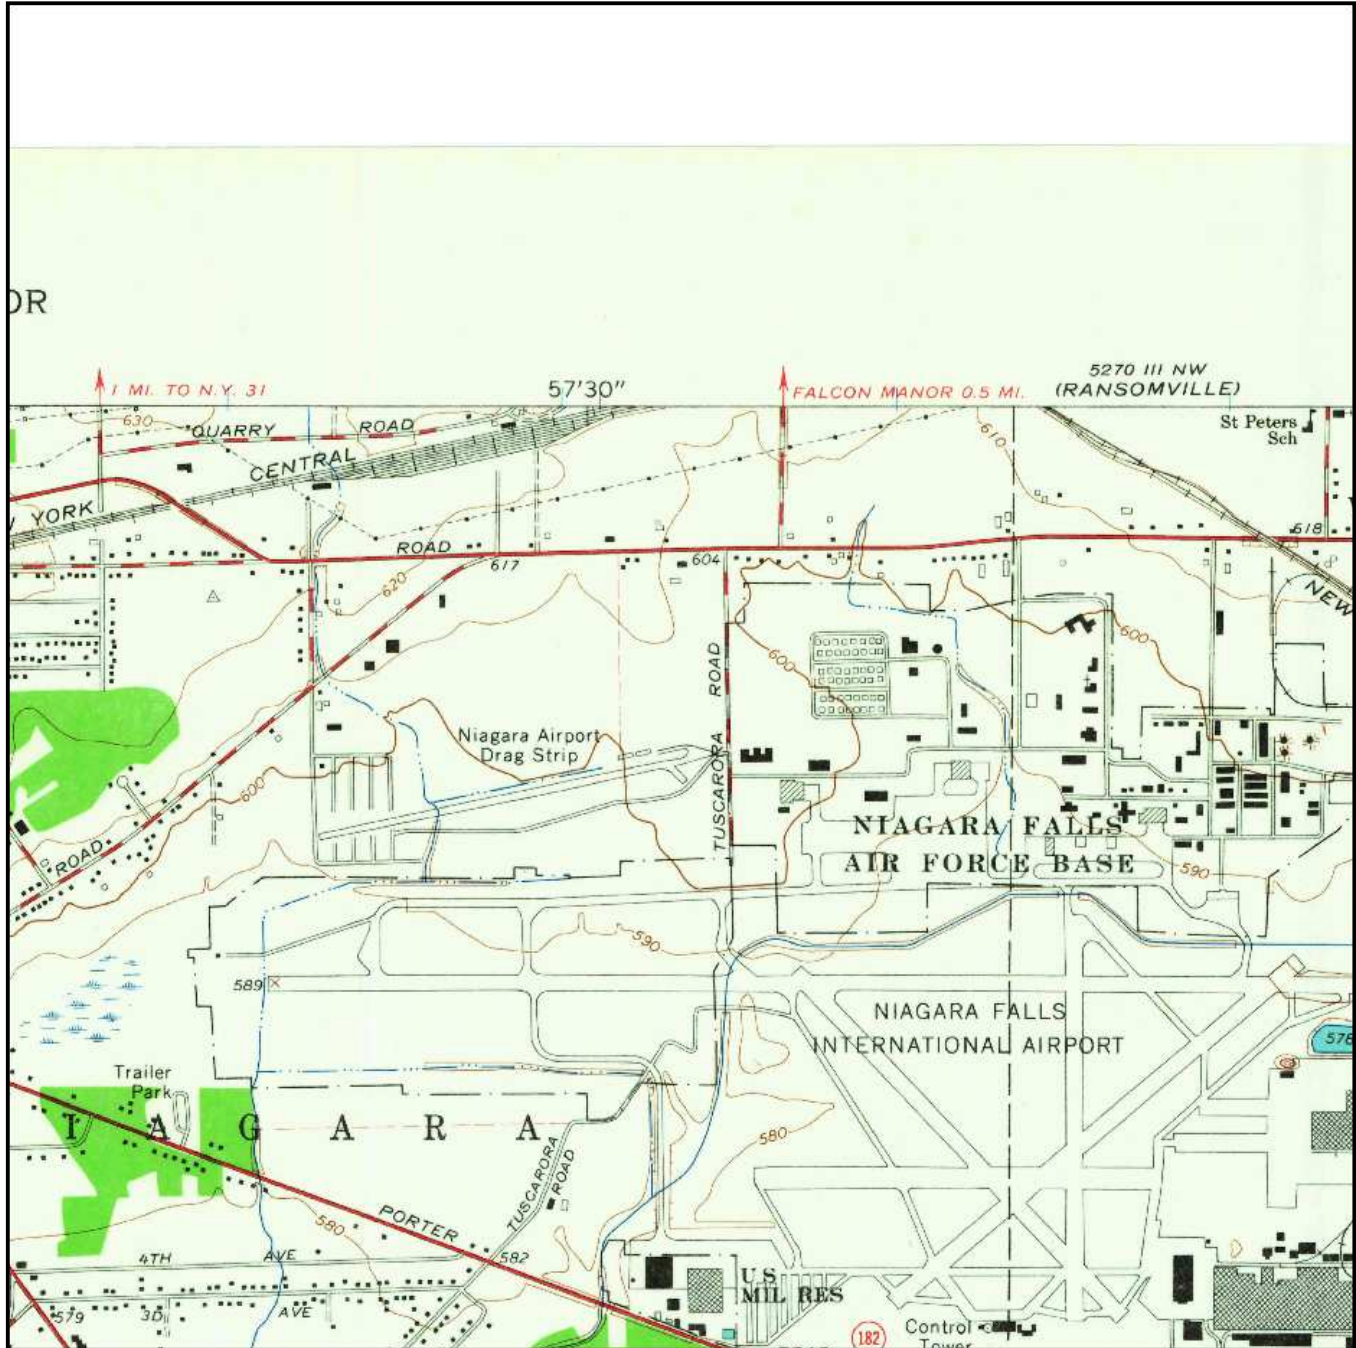 OR
1 MI. TO N.Y. 31
57'30"
FALCON MANOR 0.5 MI.
5270 III NW
(RANSOMVILLE)
630
QUARRY ROAD
610
St Peters
Sch
CENTRAL
YORK
618
ROAD
617
604
NEW
620
600
600
TUSCARORA ROAD
Niagara Airport
Drag Strip
600
NIAGARA FALLS
AIR FORCE BASE
ROAD
590
590
589
NIAGARA FALLS
INTERNATIONAL AIRPORT
578
Trailer
Park
I A G A R A
580
TUSCARORA
ROAD
580
PORTER
582
4TH AVE
U S
MIL RES
579
3D AVE
182
Control
Tower